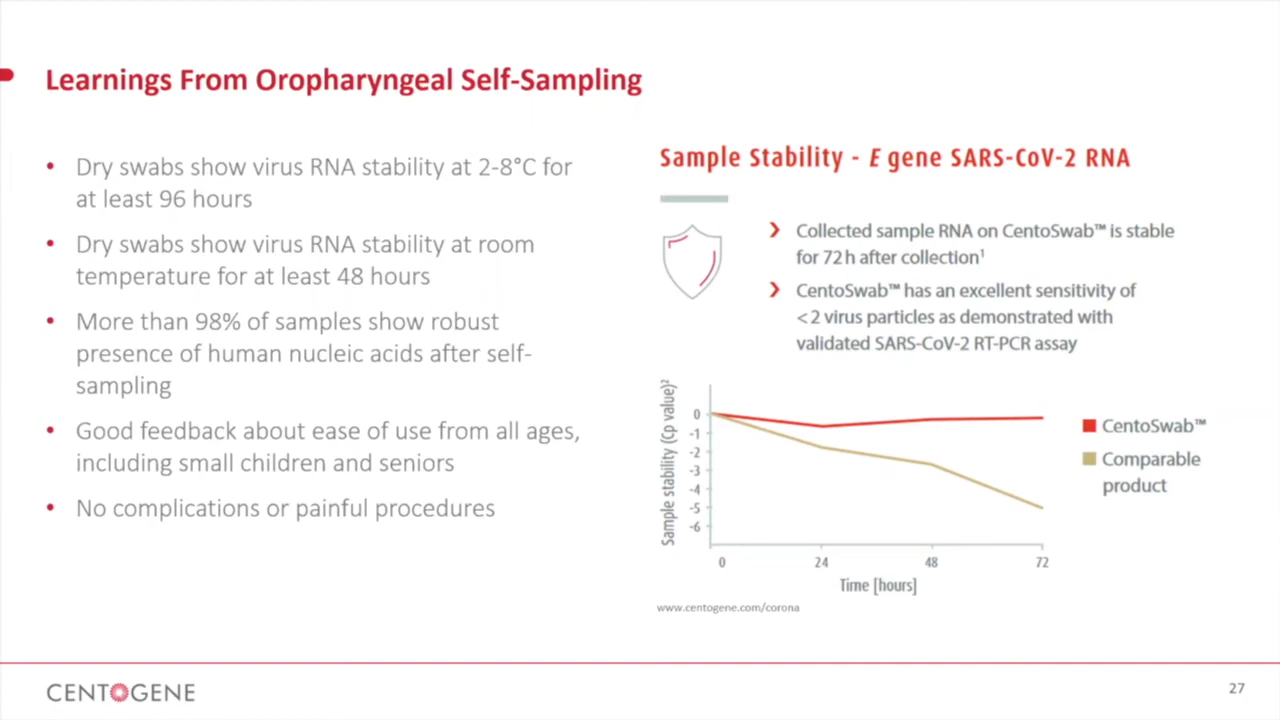 Learnings From Oropharyngeal Self-Sampling
• Dry swabs show virus RNA stability at 2-8°C for
at least 96 hours
• Dry swabs show virus RNA stability at room
temperature for at least 48 hours
• More than 98% of samples show robust
presence of human nucleic acids after self-
sampling
• Good feedback about ease of use from all ages,
including small children and seniors
• No complications or painful procedures
Sample Stability - E gene SARS-CoV-2 RNA
❯ Collected sample RNA on CentoSwab™ is stable
for 72 h after collection¹
❯ CentoSwab™ has an excellent sensitivity of
< 2 virus particles as demonstrated with
validated SARS-CoV-2 RT-PCR assay
Sample stability (cp value)²
0
-1
-2
-3
-4
-5
-6
0 24 48 72
Time [hours]
CentoSwab™
Comparable
product
www.centogene.com/corona
CENTOGENE
27